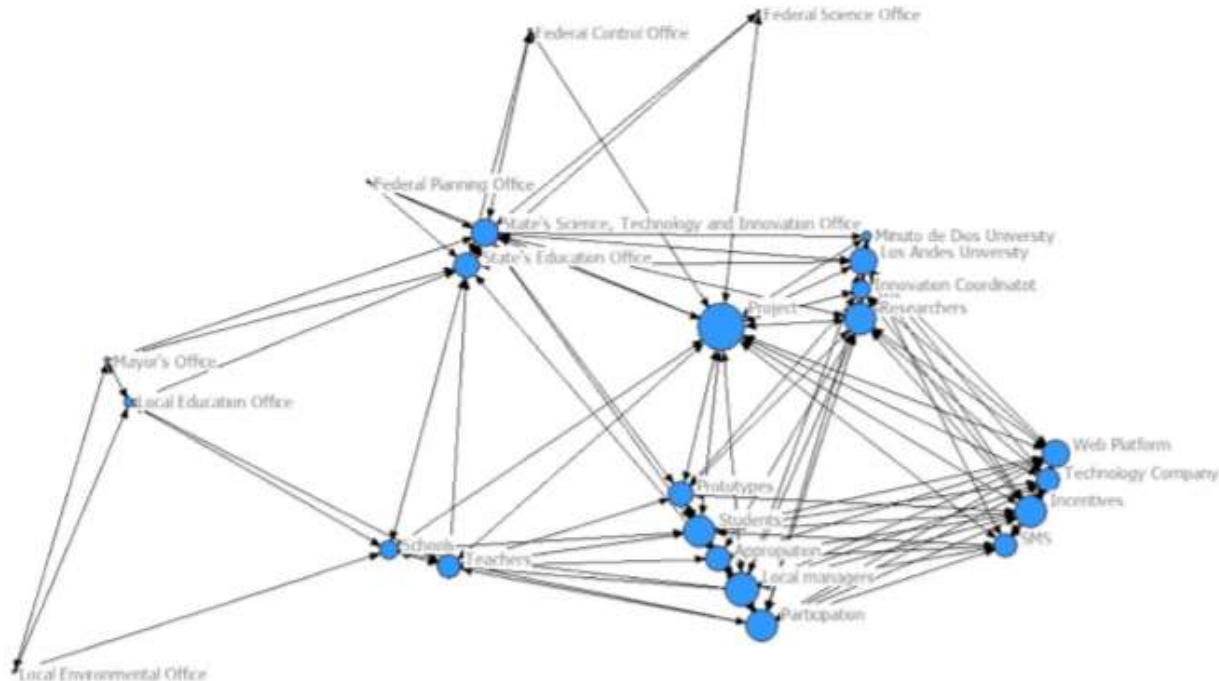 Federal Science Office
Federal Control Office
Federal Planning Office
State's Science, Technology and Innovation Office
Minuto de Dios University
State's Education Office
Los Andes University
Innovation Coordinator
Project
Researchers
Mayor's Office
Local Education Office
Web Platform
Technology Company
Prototypes
Incentives
Students
SMS
Schools
Appropriation
Teachers
Local managers
Participation
Local Environmental Office